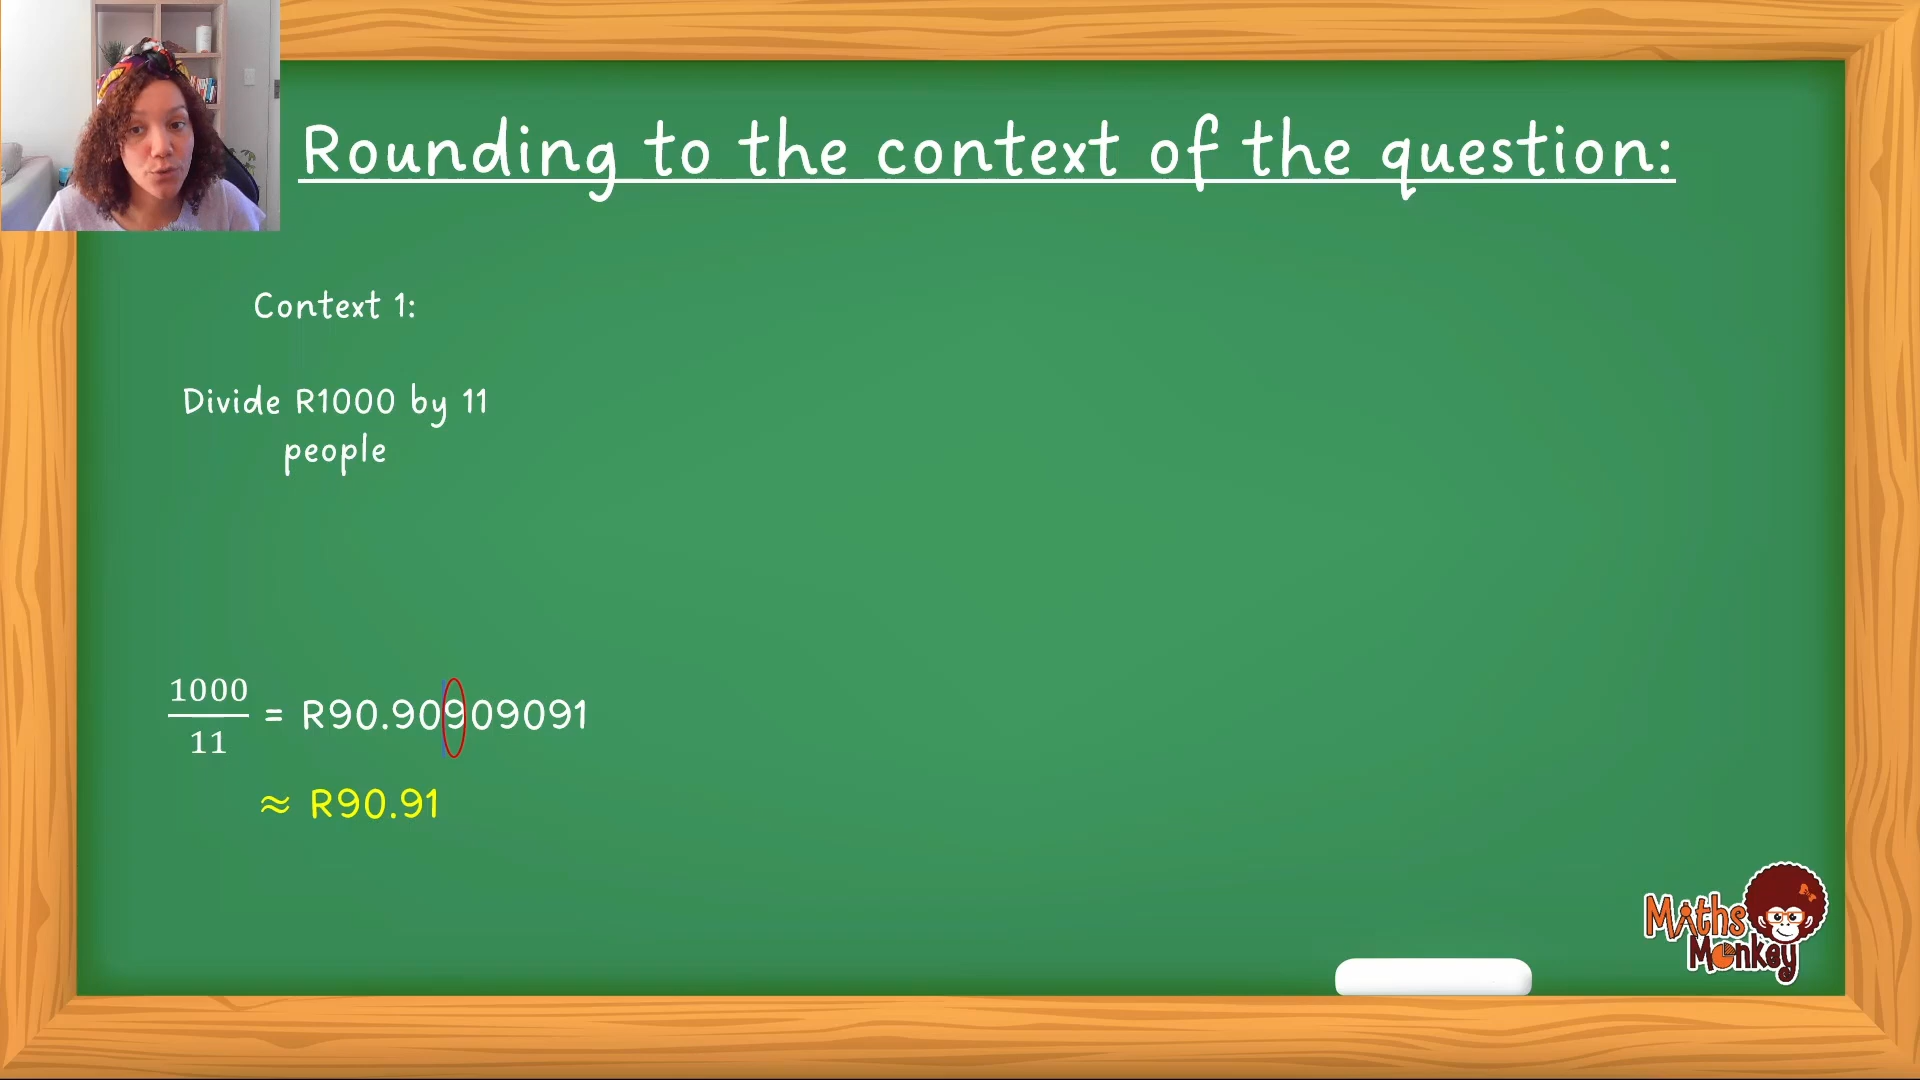 Rounding to the context of the question:
Context 1:
Divide R1000 by 11
people
1000/11 = R90.90909091
≈ R90.91
Maths
Monkey